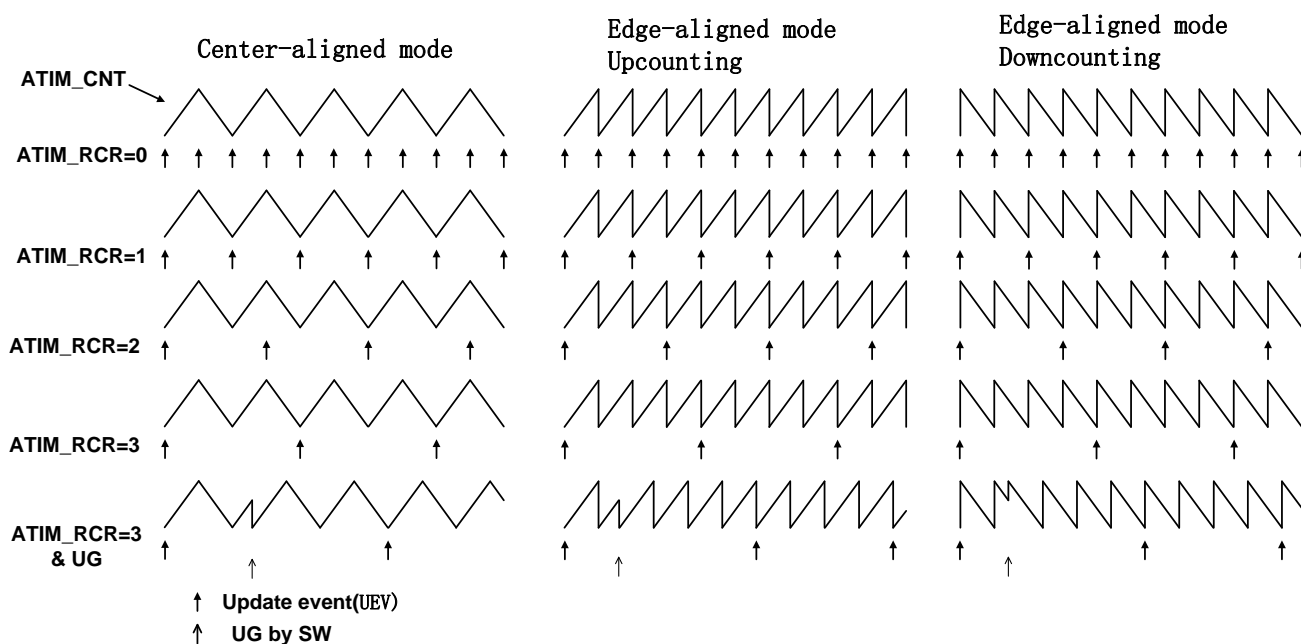 Center-aligned mode
Edge-aligned mode
Upcounting
Edge-aligned mode
Downcounting
ATIM_CNT
ATIM_RCR=0
ATIM_RCR=1
ATIM_RCR=2
ATIM_RCR=3
ATIM_RCR=3
& UG
Update event(UEV)
UG by SW